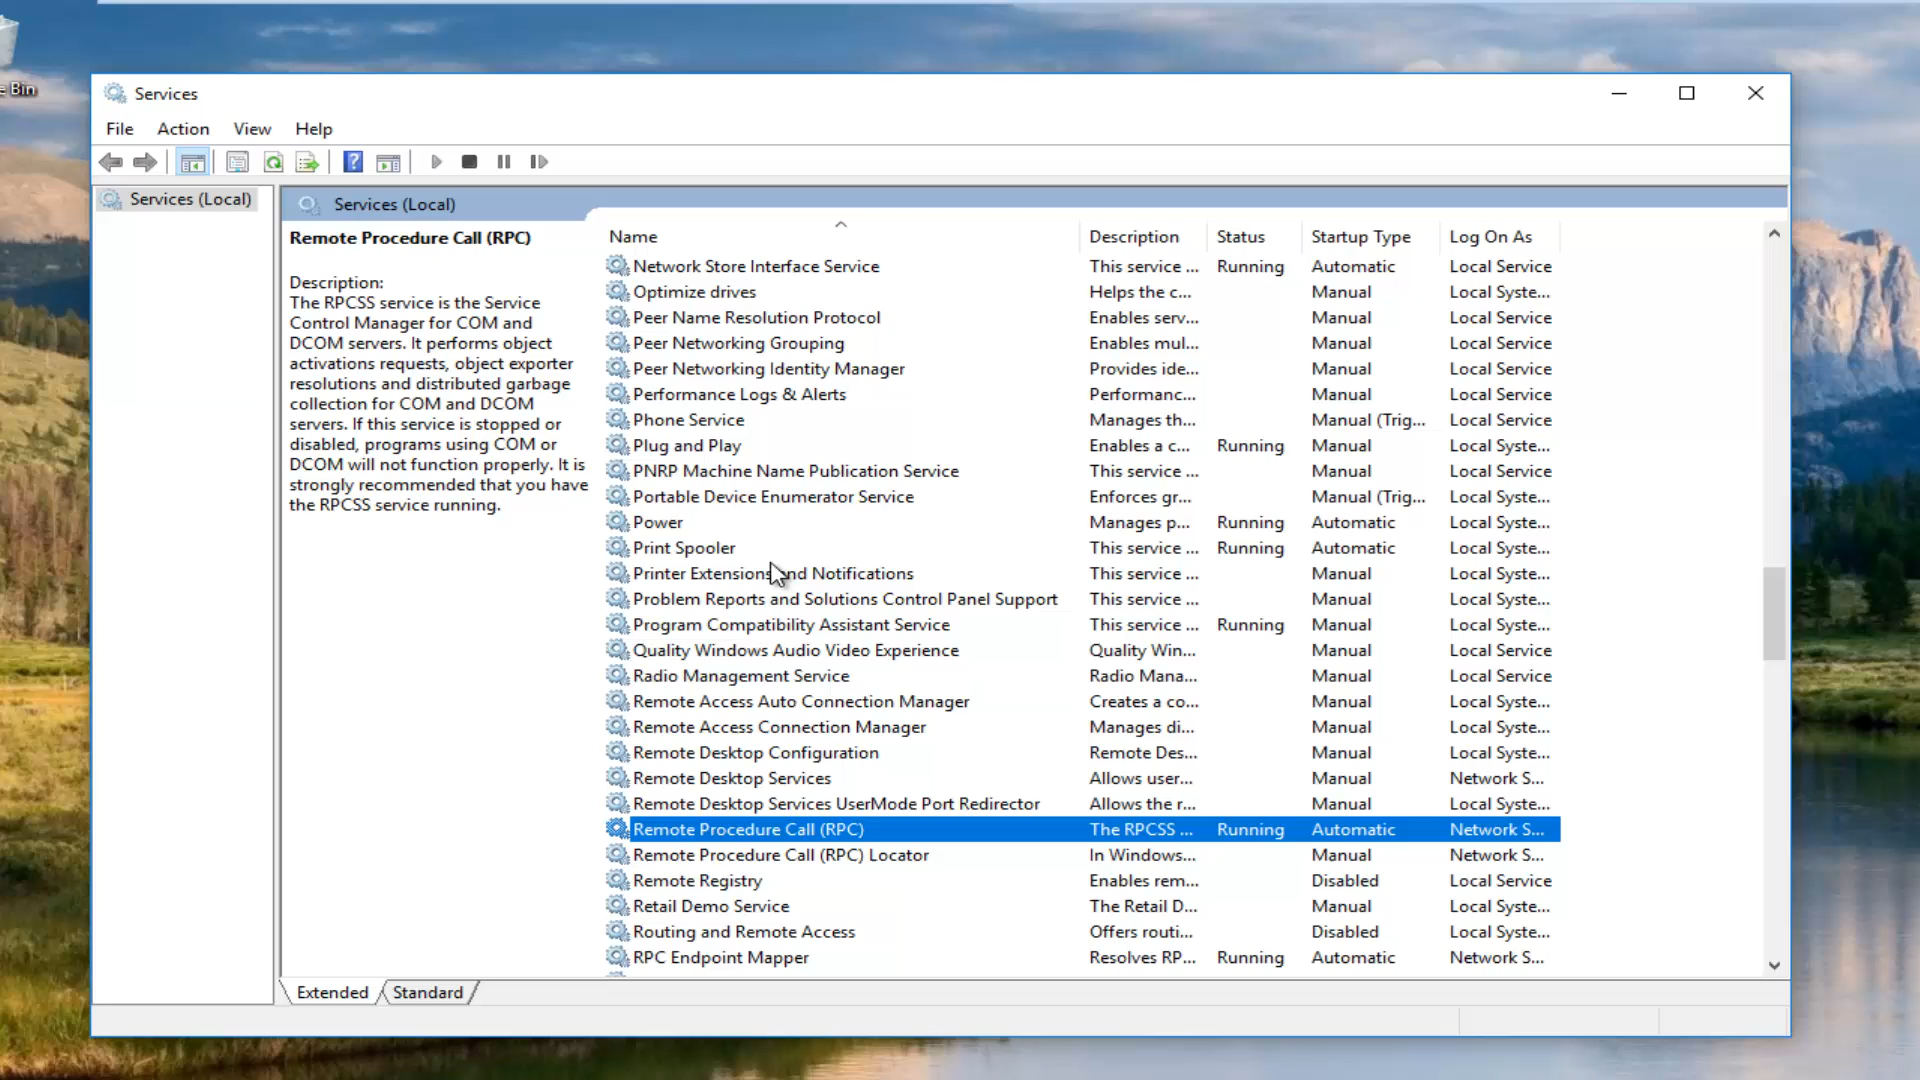 e Bin
Services
File Action View Help
Services (Local)
Services (Local)
Remote Procedure Call (RPC)
Description:
The RPCSS service is the Service
Control Manager for COM and
DCOM servers. It performs object
activations requests, object exporter
resolutions and distributed garbage
collection for COM and DCOM
servers. If this service is stopped or
disabled, programs using COM or
DCOM will not function properly. It is
strongly recommended that you have
the RPCSS service running.
Name Description Status Startup Type Log On As
Network Store Interface Service This service ... Running Automatic Local Service
Optimize drives Helps the c... Manual Local Syste...
Peer Name Resolution Protocol Enables serv... Manual Local Service
Peer Networking Grouping Enables mul... Manual Local Service
Peer Networking Identity Manager Provides ide... Manual Local Service
Performance Logs & Alerts Performanc... Manual Local Service
Phone Service Manages th... Manual (Trig... Local Service
Plug and Play Enables a c... Running Manual Local Syste...
PNRP Machine Name Publication Service This service ... Manual Local Service
Portable Device Enumerator Service Enforces gr... Manual (Trig... Local Syste...
Power Manages p... Running Automatic Local Syste...
Print Spooler This service ... Running Automatic Local Syste...
Printer Extensions and Notifications This service ... Manual Local Syste...
Problem Reports and Solutions Control Panel Support This service ... Manual Local Syste...
Program Compatibility Assistant Service This service ... Running Manual Local Syste...
Quality Windows Audio Video Experience Quality Win... Manual Local Service
Radio Management Service Radio Mana... Manual Local Service
Remote Access Auto Connection Manager Creates a co... Manual Local Syste...
Remote Access Connection Manager Manages di... Manual Local Syste...
Remote Desktop Configuration Remote Des... Manual Local Syste...
Remote Desktop Services Allows user... Manual Network S...
Remote Desktop Services UserMode Port Redirector Allows the r... Manual Local Syste...
Remote Procedure Call (RPC) The RPCSS ... Running Automatic Network S...
Remote Procedure Call (RPC) Locator In Windows... Manual Network S...
Remote Registry Enables rem... Disabled Local Service
Retail Demo Service The Retail D... Manual Local Syste...
Routing and Remote Access Offers routi... Disabled Local Syste...
RPC Endpoint Mapper Resolves RP... Running Automatic Network S...
Extended Standard